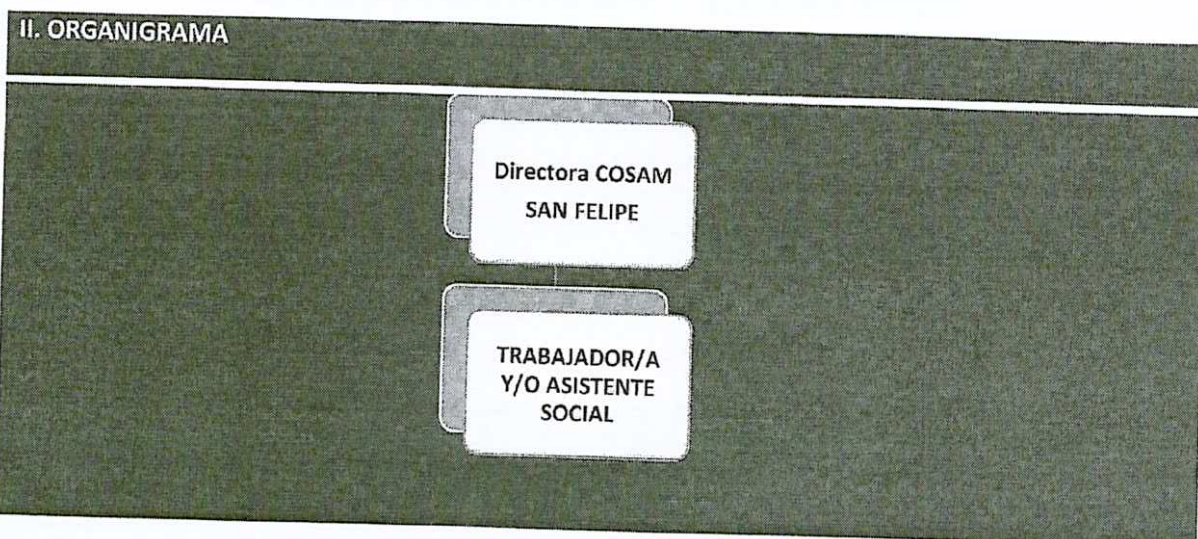 II. ORGANIGRAMA
Directora COSAM
SAN FELIPE
TRABAJADOR/A
Y/O ASISTENTE
SOCIAL